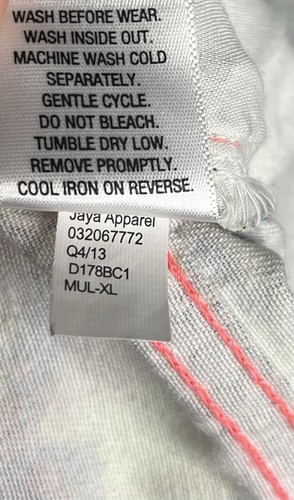 WASH BEFORE WEAR.
WASH INSIDE OUT.
MACHINE WASH COLD
SEPARATELY.
GENTLE CYCLE.
DO NOT BLEACH.
TUMBLE DRY LOW.
REMOVE PROMPTLY.
COOL IRON ON REVERSE.
Jaya Apparel
032067772
Q4/13
D178BC1
MUL-XL